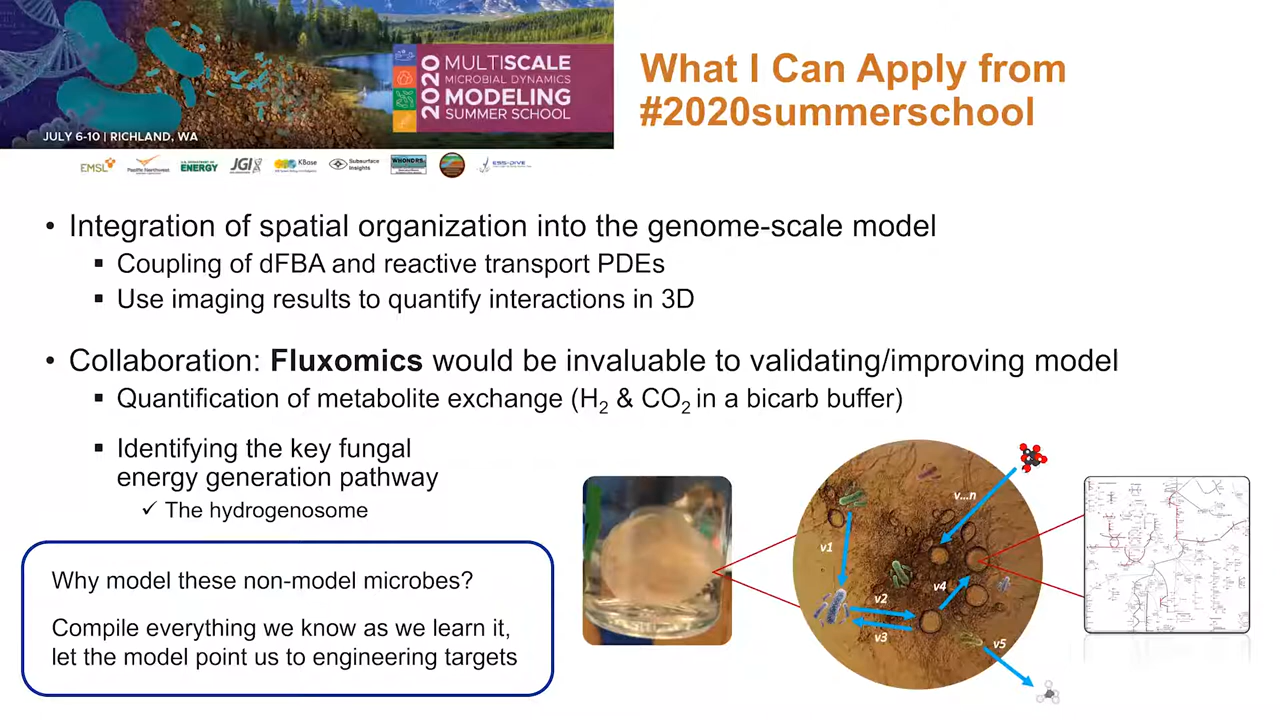 2020
MULTISCALE
MICROBIAL DYNAMICS
MODELING
SUMMER SCHOOL
JULY 6-10 | RICHLAND, WA
What I Can Apply from
#2020summerschool
EMSL
Pacific Northwest
ENERGY
JGI
KBase
Subsurface
Insights
WHONDRS
ESS-DIVE
• Integration of spatial organization into the genome-scale model
▪ Coupling of dFBA and reactive transport PDEs
▪ Use imaging results to quantify interactions in 3D
• Collaboration: Fluxomics would be invaluable to validating/improving model
▪ Quantification of metabolite exchange (H₂ & CO₂ in a bicarb buffer)
▪ Identifying the key fungal
energy generation pathway
✓ The hydrogenosome
Why model these non-model microbes?
Compile everything we know as we learn it,
let the model point us to engineering targets
v...n
v1
v2
v4
v3
v5